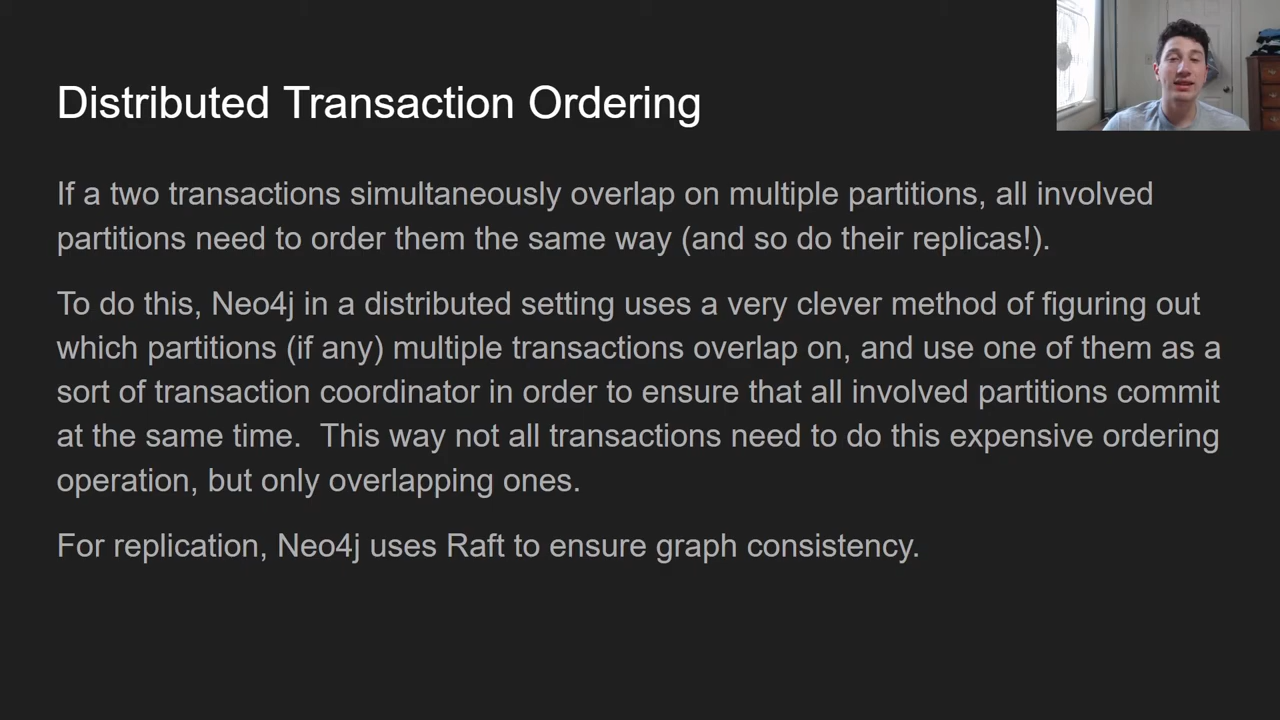 Distributed Transaction Ordering
If a two transactions simultaneously overlap on multiple partitions, all involved
partitions need to order them the same way (and so do their replicas!).
To do this, Neo4j in a distributed setting uses a very clever method of figuring out
which partitions (if any) multiple transactions overlap on, and use one of them as a
sort of transaction coordinator in order to ensure that all involved partitions commit
at the same time.  This way not all transactions need to do this expensive ordering
operation, but only overlapping ones.
For replication, Neo4j uses Raft to ensure graph consistency.